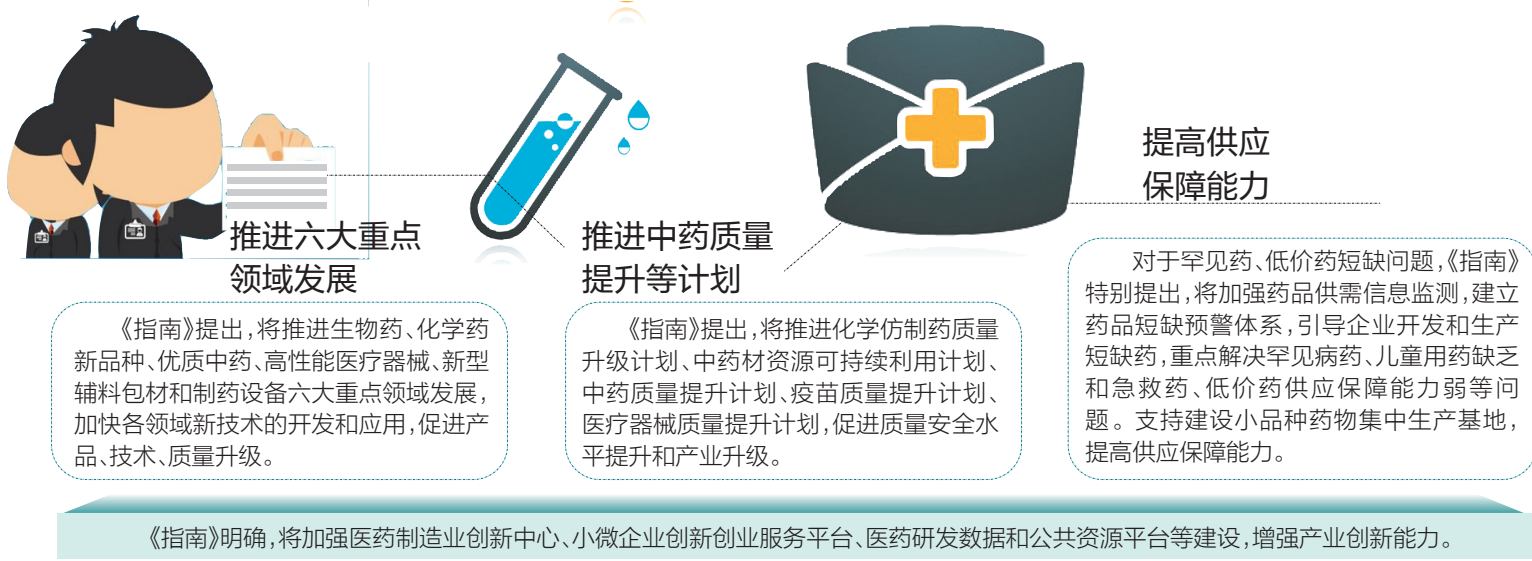 推进六大重点
领域发展
《指南》提出,将推进生物药、化学药
新品种、优质中药、高性能医疗器械、新型
辅料包材和制药设备六大重点领域发展,
加快各领域新技术的开发和应用,促进产
品、技术、质量升级。
推进中药质量
提升等计划
《指南》提出,将推进化学仿制药质量
升级计划、中药材资源可持续利用计划、
中药质量提升计划、疫苗质量提升计划、
医疗器械质量提升计划,促进质量安全水
平提升和产业升级。
提高供应
保障能力
对于罕见药、低价药短缺问题,《指南》
特别提出,将加强药品供需信息监测,建立
药品短缺预警体系,引导企业开发和生产
短缺药,重点解决罕见病药、儿童用药缺乏
和急救药、低价药供应保障能力弱等问
题。支持建设小品种药物集中生产基地,
提高供应保障能力。
《指南》明确,将加强医药制造业创新中心、小微企业创新创业服务平台、医药研发数据和公共资源平台等建设,增强产业创新能力。